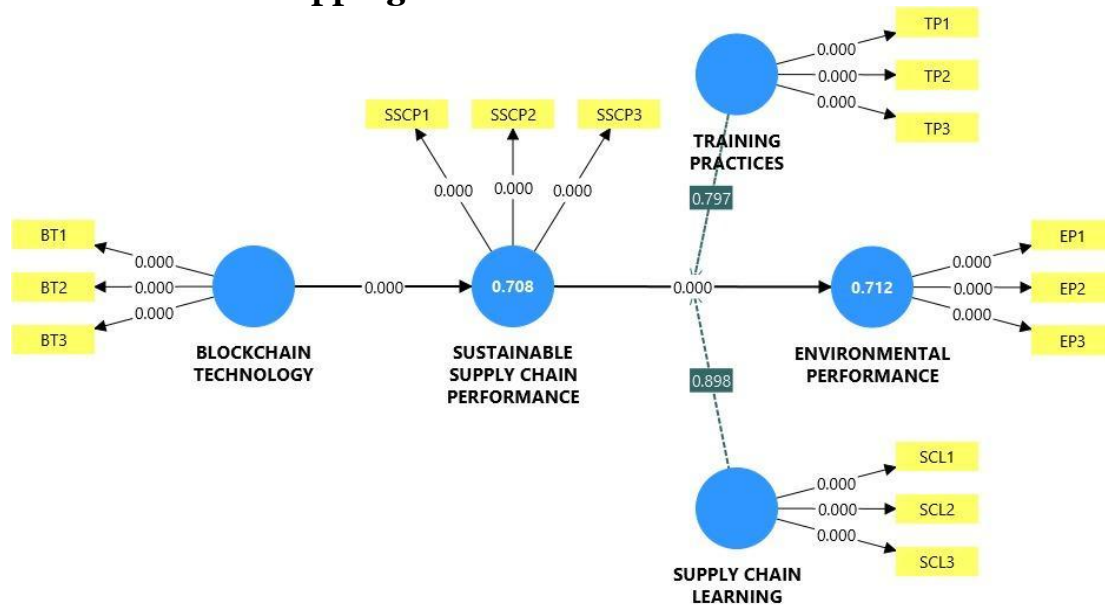 TP1
0.000
TP2
0.000
0.000
TP3
TRAINING
PRACTICES
SSCP1
SSCP2
SSCP3
0.000
0.000
0.000
0.797
BT1
0.000
BT2
0.000
0.000
BT3
BLOCKCHAIN
TECHNOLOGY
0.000
0.708
SUSTAINABLE
SUPPLY CHAIN
PERFORMANCE
0.000
0.712
ENVIRONMENTAL
PERFORMANCE
EP1
0.000
EP2
0.000
0.000
EP3
0.898
SCL1
0.000
SCL2
0.000
0.000
SCL3
SUPPLY CHAIN
LEARNING